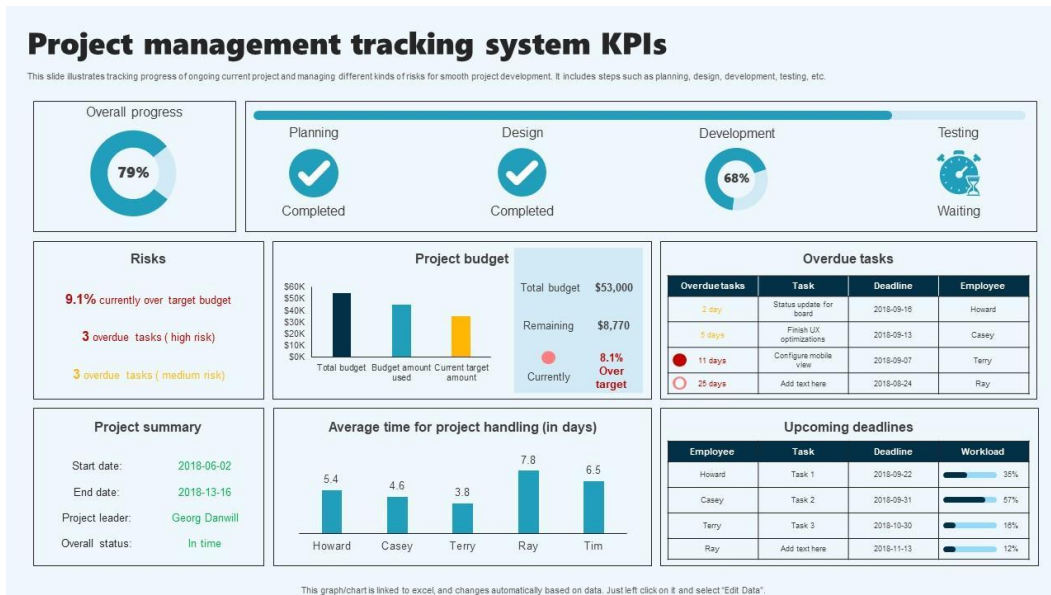 Project management tracking system KPIs
This slide illustrates tracking progress of ongoing current project and managing different kinds of risks for smooth project development. It includes steps such as planning, design, development, testing, etc.
Overall progress
79%
Planning
Completed
Design
Completed
Development
68%
Testing
Waiting
Risks
9.1% currently over target budget
3 overdue tasks ( high risk)
3 overdue tasks ( medium risk)
Project budget
$60K
$50K
$40K
$30K
$20K
$10K
$0K
Total budget
Budget amount
used
Current target
amount
Total budget $53,000
Remaining $8,770
Currently
8.1%
Over
target
Overdue tasks
Overdue tasks Task Deadline Employee
2 day Status update for board 2018-09-16 Howard
5 days Finish UX optimizations 2018-09-13 Casey
11 days Configure mobile view 2018-09-07 Terry
25 days Add text here 2018-08-24 Ray
Project summary
Start date: 2018-06-02
End date: 2018-13-16
Project leader: Georg Danwill
Overall status: In time
Average time for project handling (in days)
5.4 4.6 3.8 7.8 6.5
Howard Casey Terry Ray Tim
Upcoming deadlines
Employee Task Deadline Workload
Howard Task 1 2018-09-22 35%
Casey Task 2 2018-09-31 57%
Terry Task 3 2018-10-30 16%
Ray Add text here 2018-11-13 12%
This graph/chart is linked to excel, and changes automatically based on data. Just left click on it and select “Edit Data”.